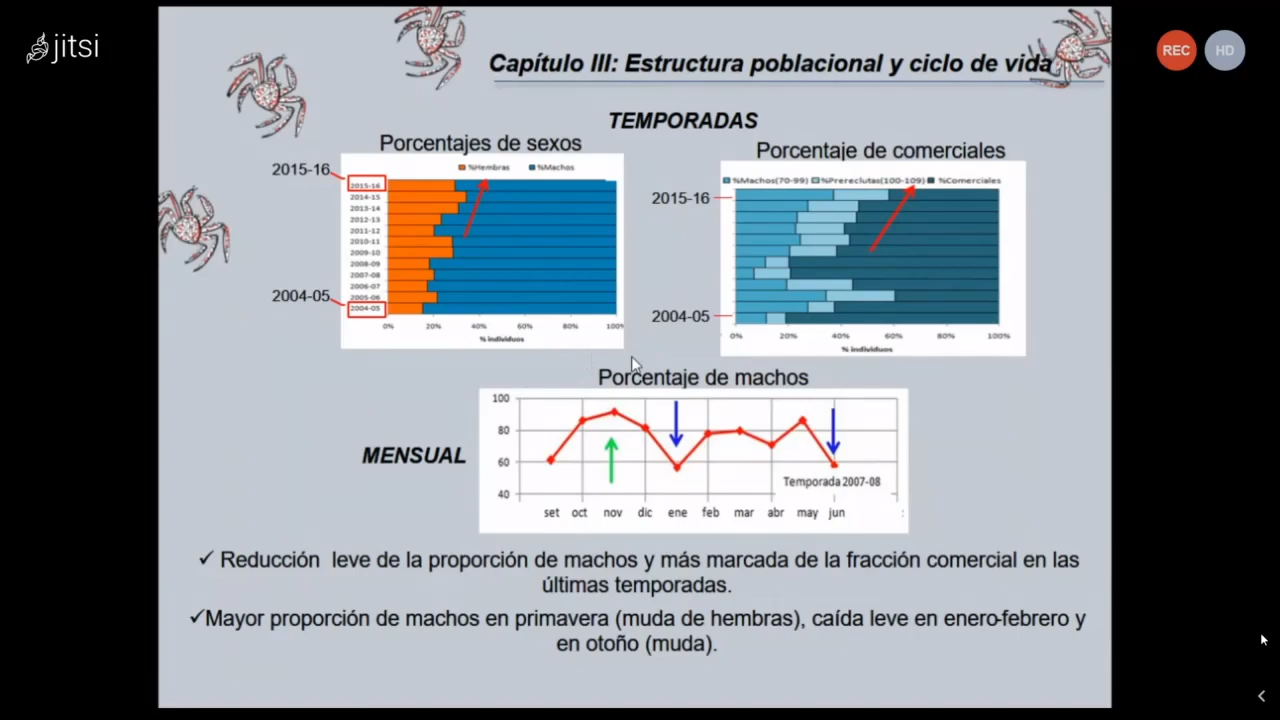 jitsi
REC
HD
Capítulo III: Estructura poblacional y ciclo de vida
TEMPORADAS
Porcentajes de sexos
2015-16
2004-05
%Hembras %Machos
2015-16
2014-15
2013-14
2012-13
2011-12
2010-11
2009-10
2008-09
2007-08
2006-07
2005-06
2004-05
0% 20% 40% 60% 80% 100%
% individuos
Porcentaje de comerciales
2015-16
2004-05
%Machos(70-99) %Prereclutas(100-109) %Comerciales
0% 20% 40% 60% 80% 100%
% individuos
Porcentaje de machos
MENSUAL
100
80
60
40
Temporada 2007-08
set oct nov dic ene feb mar abr may jun
✓ Reducción leve de la proporción de machos y más marcada de la fracción comercial en las
últimas temporadas.
✓Mayor proporción de machos en primavera (muda de hembras), caída leve en enero-febrero y
en otoño (muda).